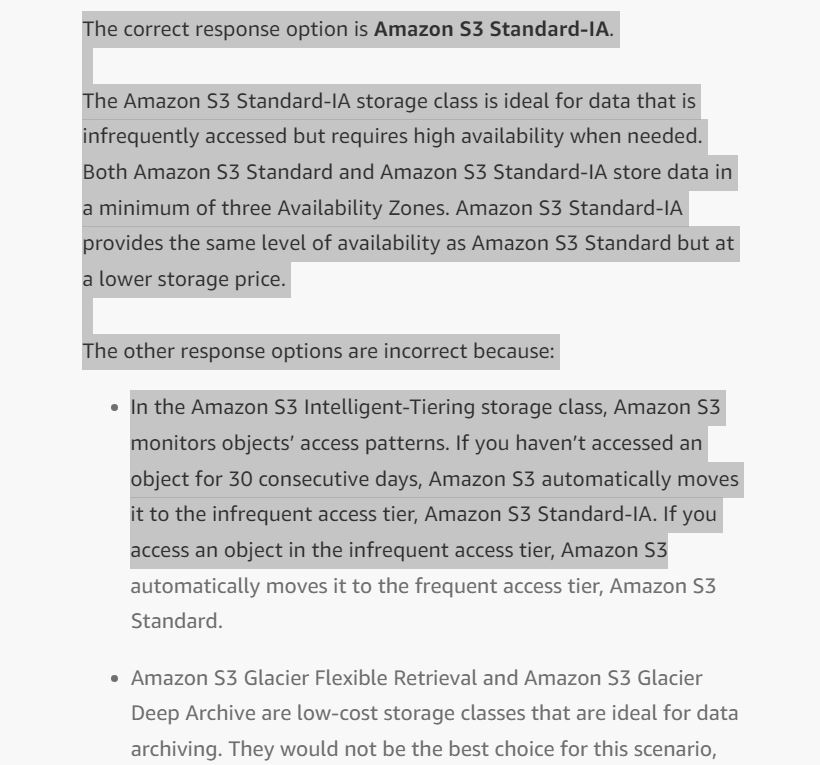 The correct response option is Amazon S3 Standard-IA.
The Amazon S3 Standard-IA storage class is ideal for data that is
infrequently accessed but requires high availability when needed.
Both Amazon S3 Standard and Amazon S3 Standard-IA store data in
a minimum of three Availability Zones. Amazon S3 Standard-IA
provides the same level of availability as Amazon S3 Standard but at
a lower storage price.
The other response options are incorrect because:
• In the Amazon S3 Intelligent-Tiering storage class, Amazon S3
monitors objects’ access patterns. If you haven’t accessed an
object for 30 consecutive days, Amazon S3 automatically moves
it to the infrequent access tier, Amazon S3 Standard-IA. If you
access an object in the infrequent access tier, Amazon S3
automatically moves it to the frequent access tier, Amazon S3
Standard.
• Amazon S3 Glacier Flexible Retrieval and Amazon S3 Glacier
Deep Archive are low-cost storage classes that are ideal for data
archiving. They would not be the best choice for this scenario,